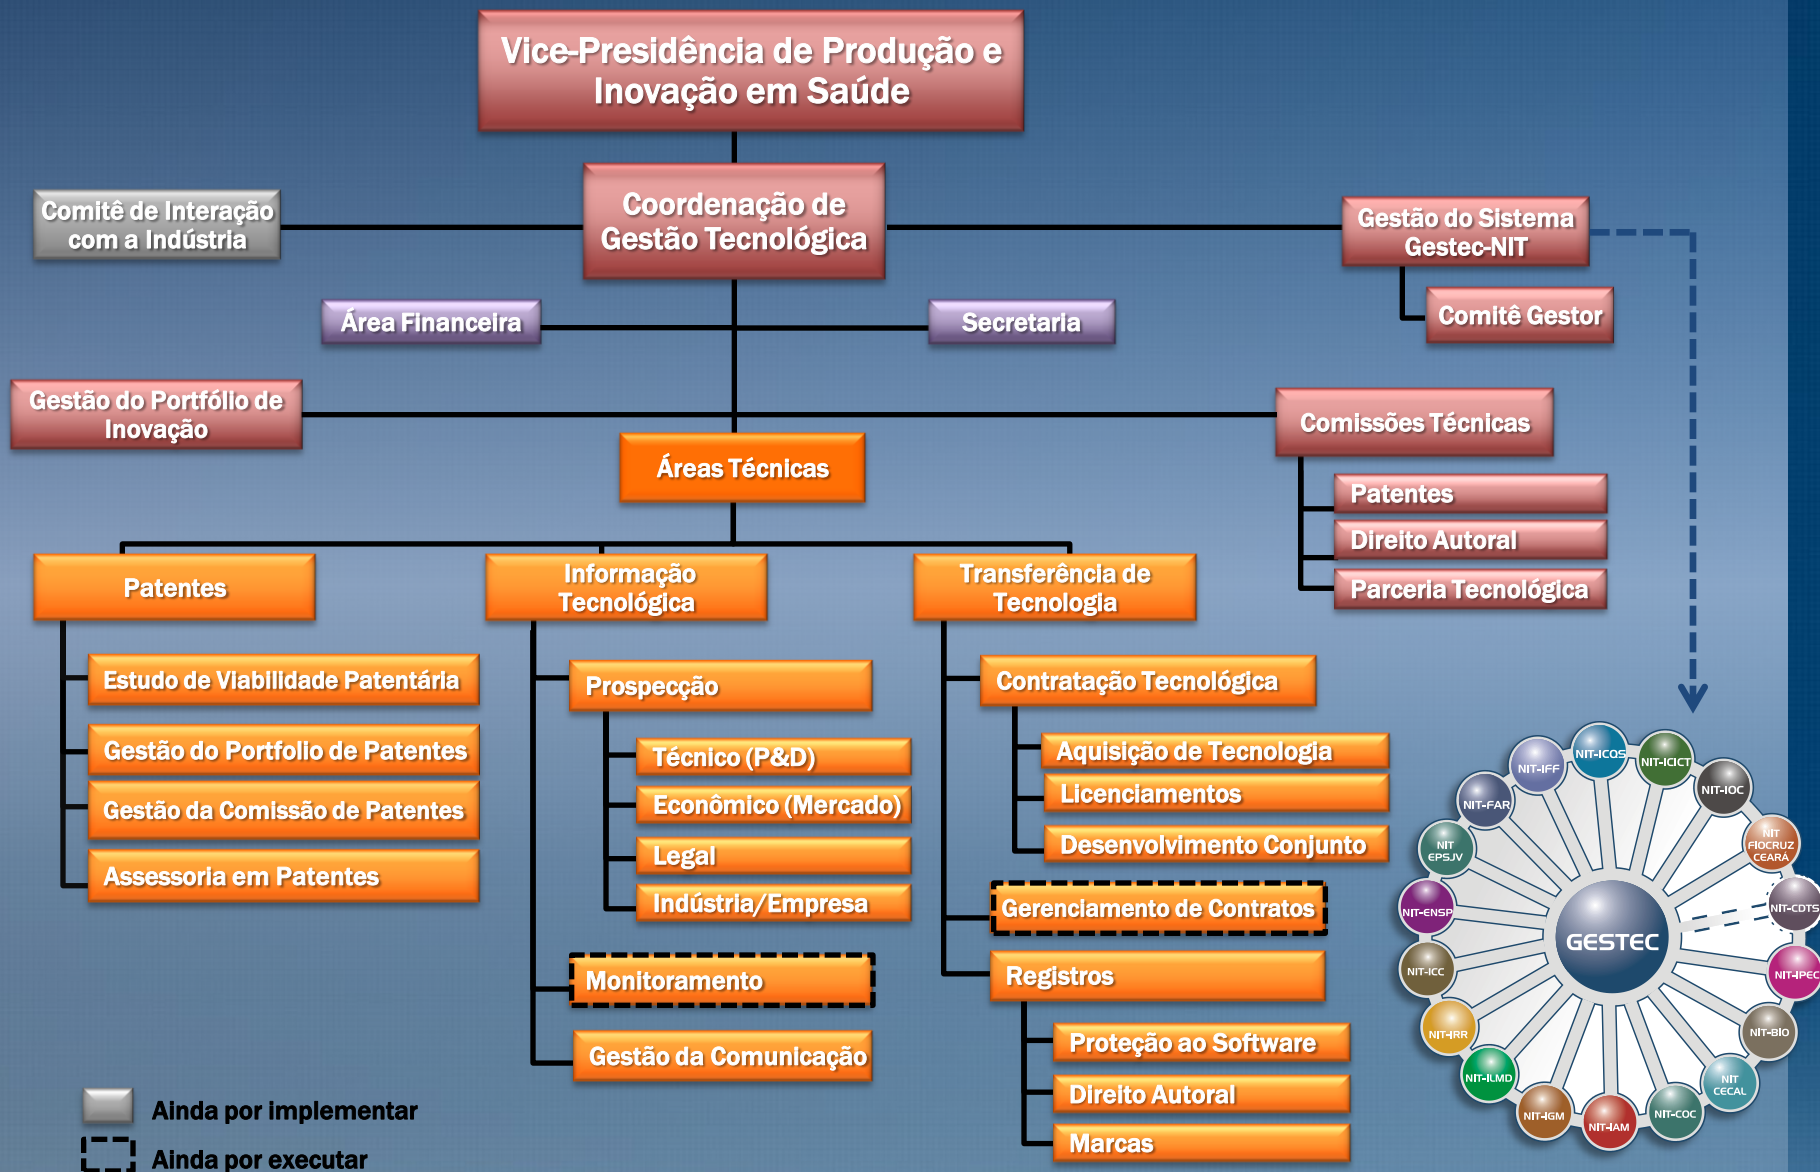 Vice-Presidência de Produção e
Inovação em Saúde
Comitê de Interação
com a Indústria
Coordenação de
Gestão Tecnológica
Gestão do Sistema
Gestec-NIT
Comitê Gestor
Área Financeira
Secretaria
Gestão do Portfólio de
Inovação
Comissões Técnicas
Patentes
Direito Autoral
Parceria Tecnológica
Áreas Técnicas
Patentes
Estudo de Viabilidade Patentária
Gestão do Portfolio de Patentes
Gestão da Comissão de Patentes
Assessoria em Patentes
Informação
Tecnológica
Prospecção
Técnico (P&D)
Econômico (Mercado)
Legal
Indústria/Empresa
Monitoramento
Gestão da Comunicação
Transferência de
Tecnologia
Contratação Tecnológica
Aquisição de Tecnologia
Licenciamentos
Desenvolvimento Conjunto
Gerenciamento de Contratos
Registros
Proteção ao Software
Direito Autoral
Marcas
GESTEC
NIT-ICOS
NIT-ICICT
NIT-IOC
NIT
FIOCRUZ
CEARÁ
NIT-CDTS
NIT-IPEC
NIT-BIO
NIT
CECAL
NIT-COC
NIT-IAM
NIT-IGM
NIT-ILMD
NIT-IRR
NIT-ICC
NIT-ENSP
NIT
EPSJV
NIT-FAR
NIT-IFF
Ainda por implementar
Ainda por executar